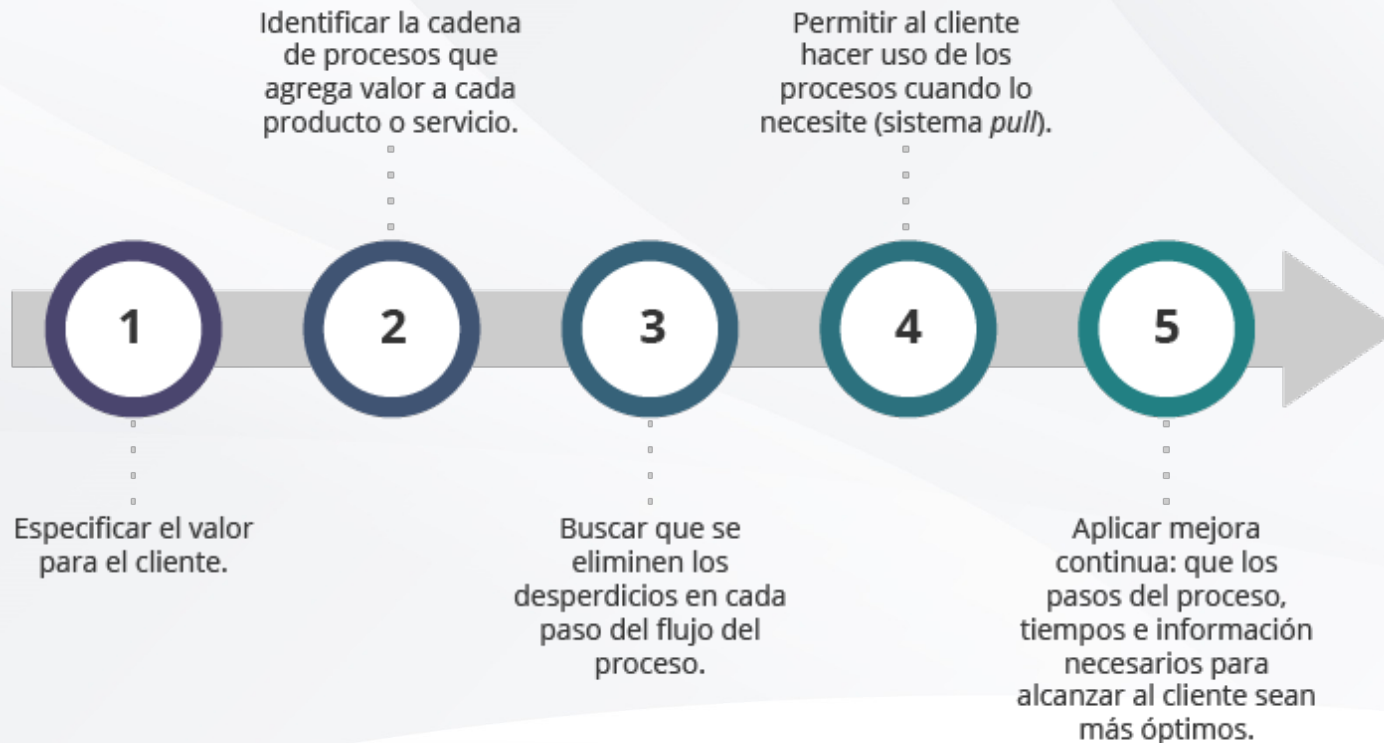 Identificar la cadena
de procesos que
agrega valor a cada
producto o servicio.
Permitir al cliente
hacer uso de los
procesos cuando lo
necesite (sistema pull).
1
2
3
4
5
Especificar el valor
para el cliente.
Buscar que se
eliminen los
desperdicios en cada
paso del flujo del
proceso.
Aplicar mejora
continua: que los
pasos del proceso,
tiempos e información
necesarios para
alcanzar al cliente sean
más óptimos.